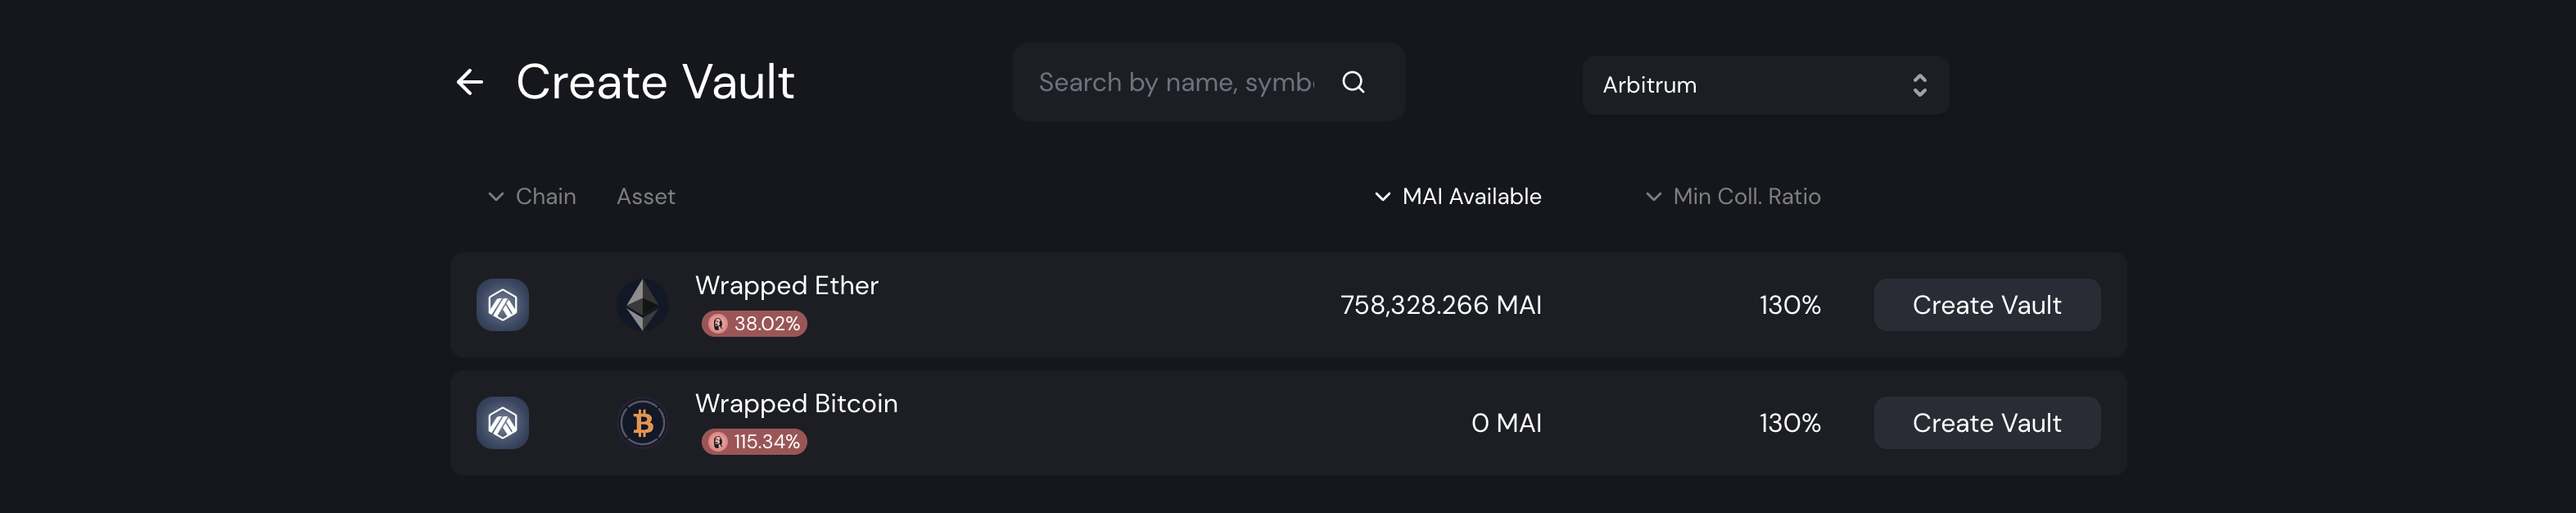 Create Vault
Search by name, symb
Arbitrum
Chain Asset MAI Available Min Coll. Ratio
Wrapped Ether
38.02%
758,328.266 MAI 130% Create Vault
Wrapped Bitcoin
115.34%
0 MAI 130% Create Vault